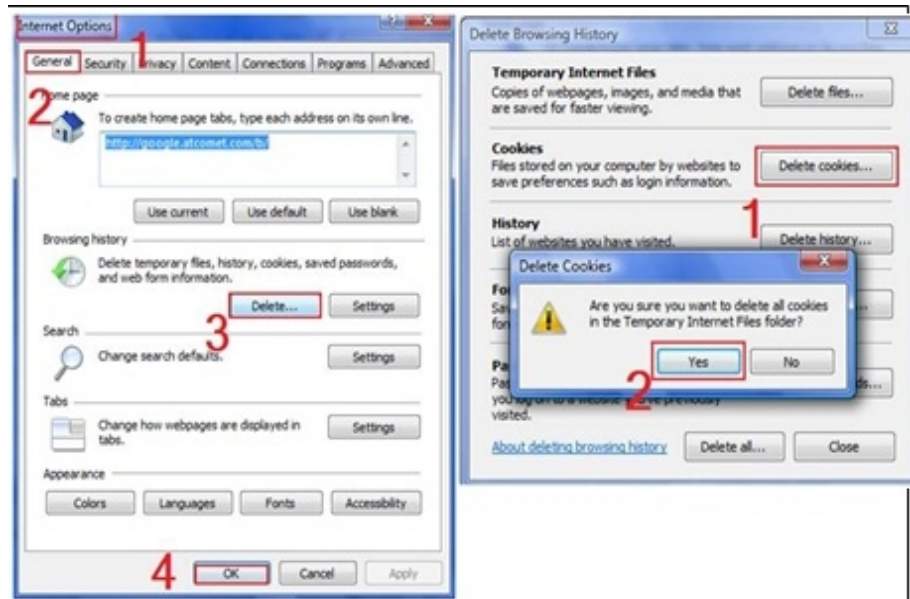 Internet Options
1
General Security Privacy Content Connections Programs Advanced
2
Home page
To create home page tabs, type each address on its own line.
http://google.atcomet.com/b/
Use current Use default Use blank
Browsing history
Delete temporary files, history, cookies, saved passwords,
and web form information.
Delete... Settings
3
Search
Change search defaults. Settings
Tabs
Change how webpages are displayed in
tabs.
Settings
Appearance
Colors Languages Fonts Accessibility
4
OK Cancel Apply
Delete Browsing History
Temporary Internet Files
Copies of webpages, images, and media that
are saved for faster viewing.
Delete files...
Cookies
Files stored on your computer by websites to
save preferences such as login information.
Delete cookies...
1
History
List of websites you have visited.
Delete history...
Delete Cookies
Are you sure you want to delete all cookies
in the Temporary Internet Files folder?
Yes No
2
visited.
About deleting browsing history Delete all... Close